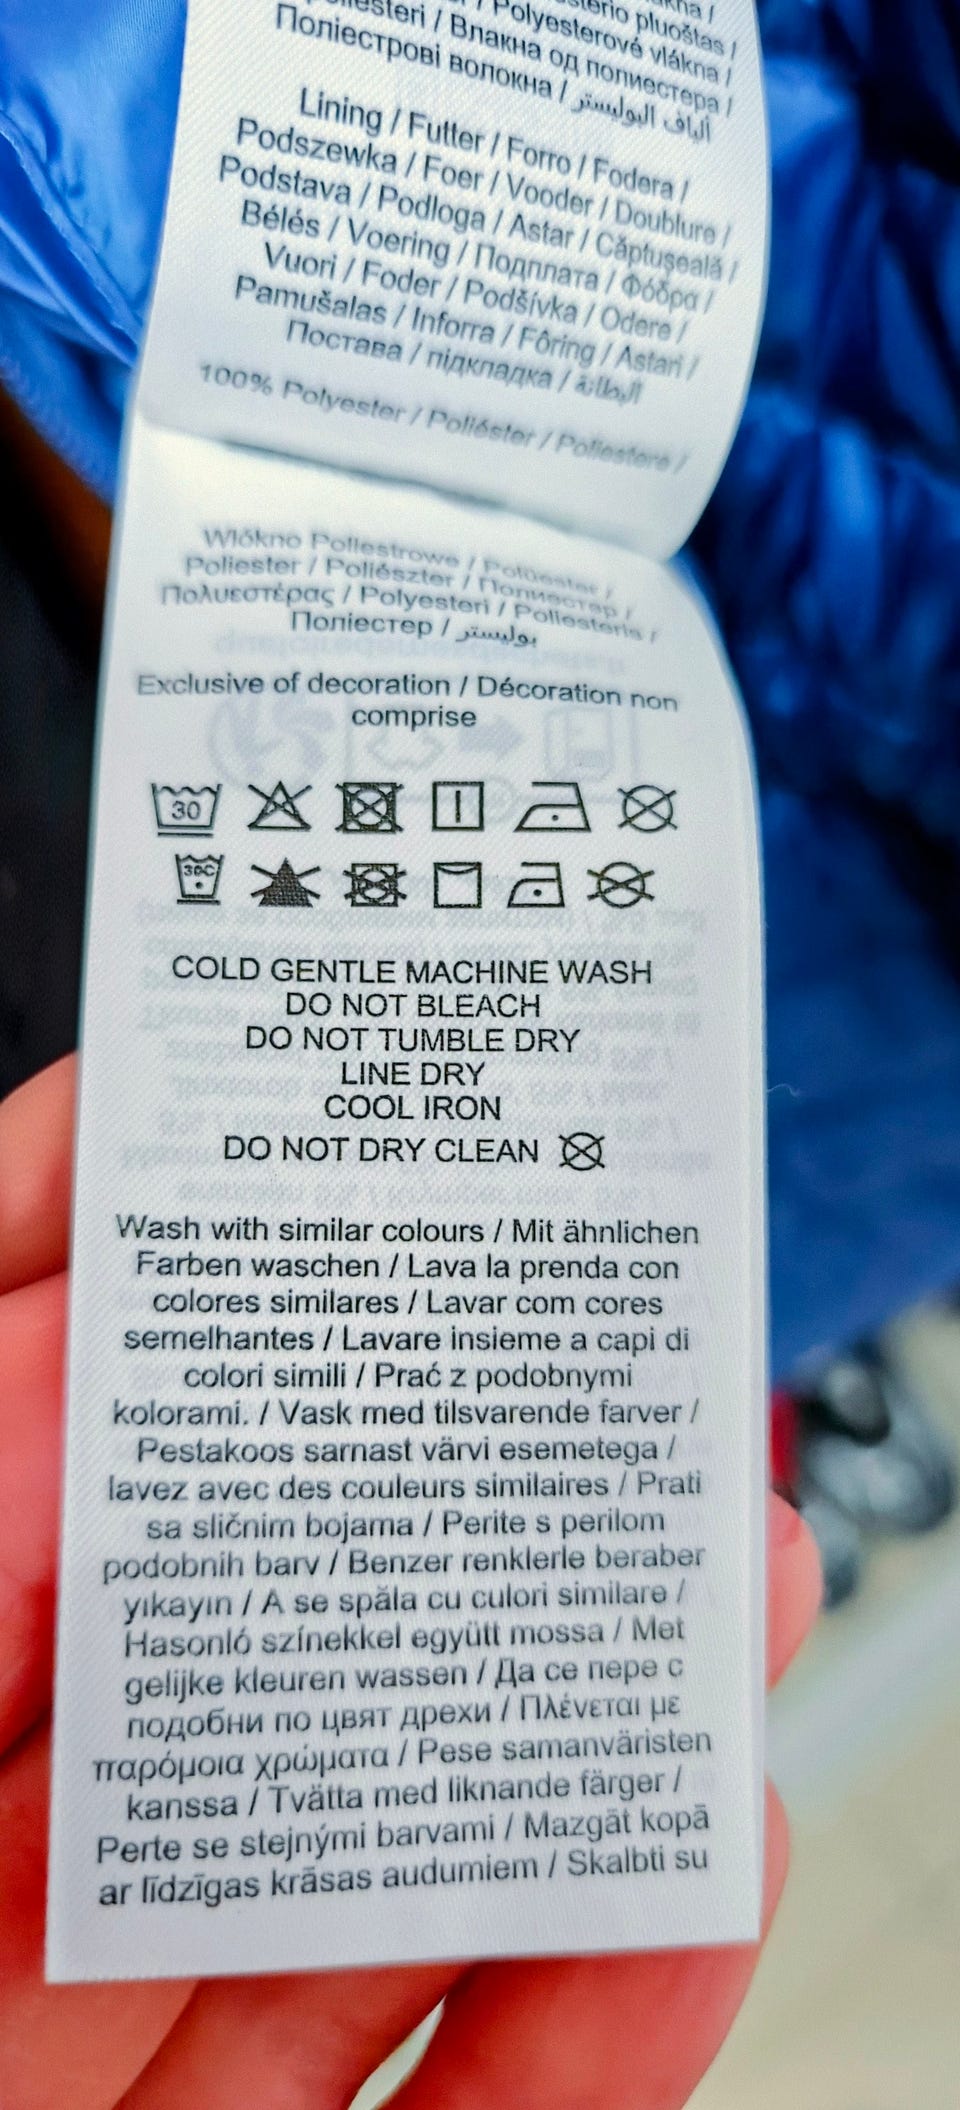 pluoštas /
/ Polyesterové vlákna /
/ Влакна од полиестера /
Поліестрові волокна / ألياف البوليستر
Lining / Futter / Forro / Fodera /
Podszewka / Foer / Vooder / Doublure /
Podstava / Podloga / Astar / Căptușeală /
Bélés / Voering / Подплата / Φόδρα /
Vuori / Foder / Podšívka / Odere /
Pamušalas / Inforra / Fôring / Astari /
Постава / підкладка / البطانة
100% Polyester / Poliéster / Poliestere /
Włókno Poliestrowe / Polüester /
Poliester / Poliészter / Полиестер /
Πολυεστέρας / Polyesteri / Poliesteris /
Поліестер / بوليستر
Exclusive of decoration / Décoration non
comprise
30
30C
COLD GENTLE MACHINE WASH
DO NOT BLEACH
DO NOT TUMBLE DRY
LINE DRY
COOL IRON
DO NOT DRY CLEAN
Wash with similar colours / Mit ähnlichen
Farben waschen / Lava la prenda con
colores similares / Lavar com cores
semelhantes / Lavare insieme a capi di
colori simili / Prać z podobnymi
kolorami. / Vask med tilsvarende farver /
Pestakoos sarnast värvi esemetega /
lavez avec des couleurs similaires / Prati
sa sličnim bojama / Perite s perilom
podobnih barv / Benzer renklerle beraber
yıkayın / A se spăla cu culori similare /
Hasonló színekkel együtt mossa / Met
gelijke kleuren wassen / Да се пере с
подобни по цвят дрехи / Πλένεται με
παρόμοια χρώματα / Pese samanväristen
kanssa / Tvätta med liknande färger /
Perte se stejnými barvami / Mazgāt kopā
ar līdzīgas krāsas audumiem / Skalbti su